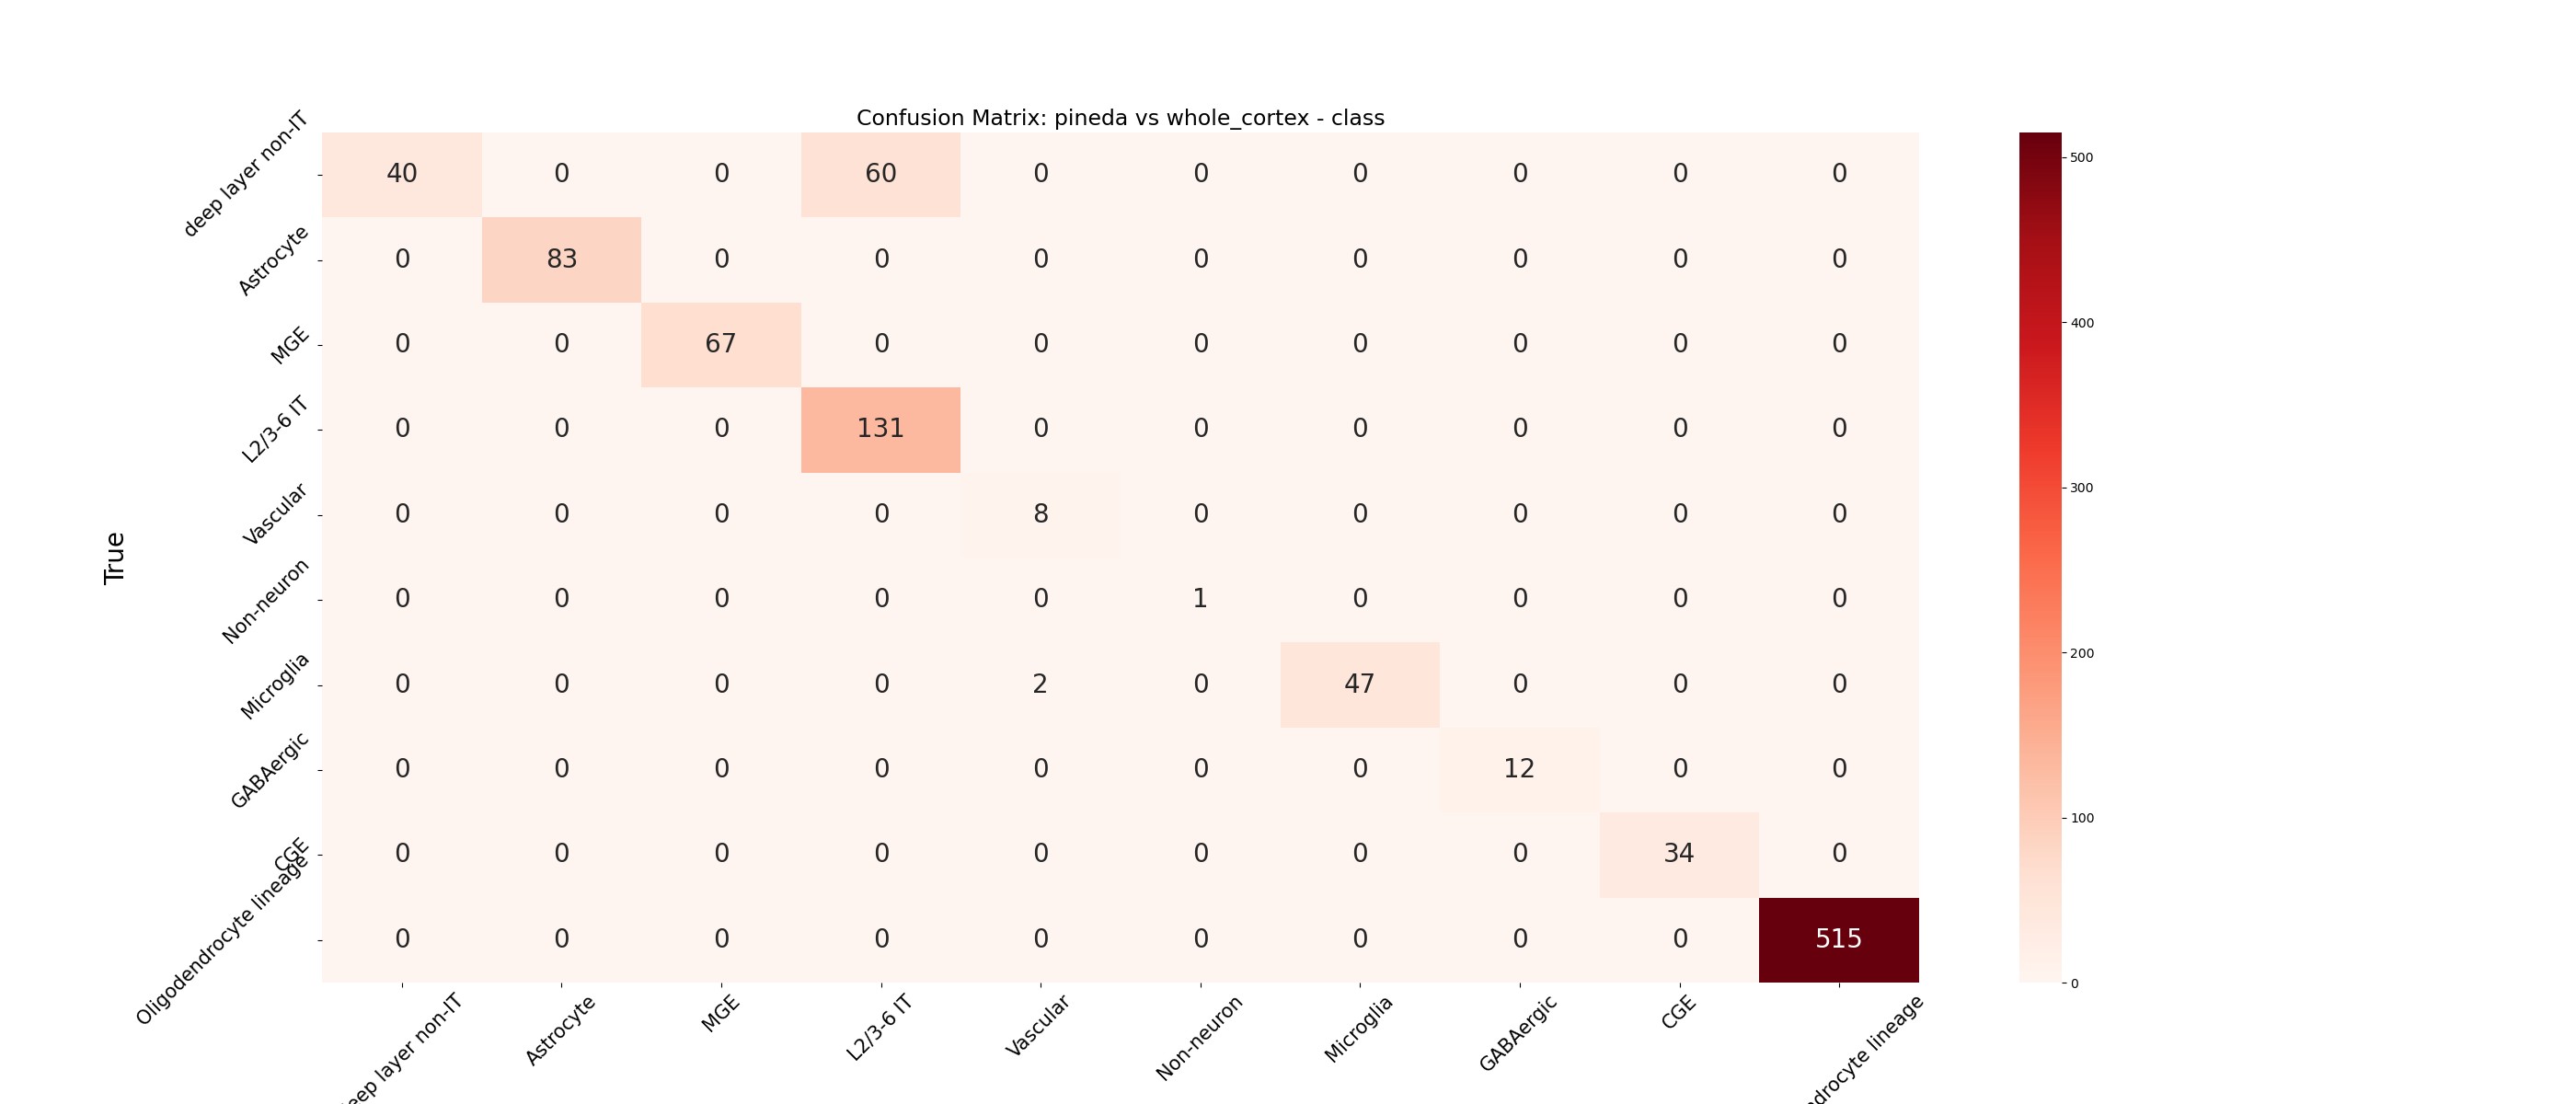 Confusion Matrix: pineda vs whole_cortex - class
True
deep layer non-IT 40 0 0 60 0 0 0 0 0 0
Astrocyte 0 83 0 0 0 0 0 0 0 0
MGE 0 0 67 0 0 0 0 0 0 0
L2/3-6 IT 0 0 0 131 0 0 0 0 0 0
Vascular 0 0 0 0 8 0 0 0 0 0
Non-neuron 0 0 0 0 0 1 0 0 0 0
Microglia 0 0 0 0 2 0 47 0 0 0
GABAergic 0 0 0 0 0 0 0 12 0 0
CGE 0 0 0 0 0 0 0 0 34 0
Oligodendrocyte lineage 0 0 0 0 0 0 0 0 0 515
eep layer non-IT Astrocyte MGE L2/3-6 IT Vascular Non-neuron Microglia GABAergic CGE drocyte lineage
500
400
300
200
100
0